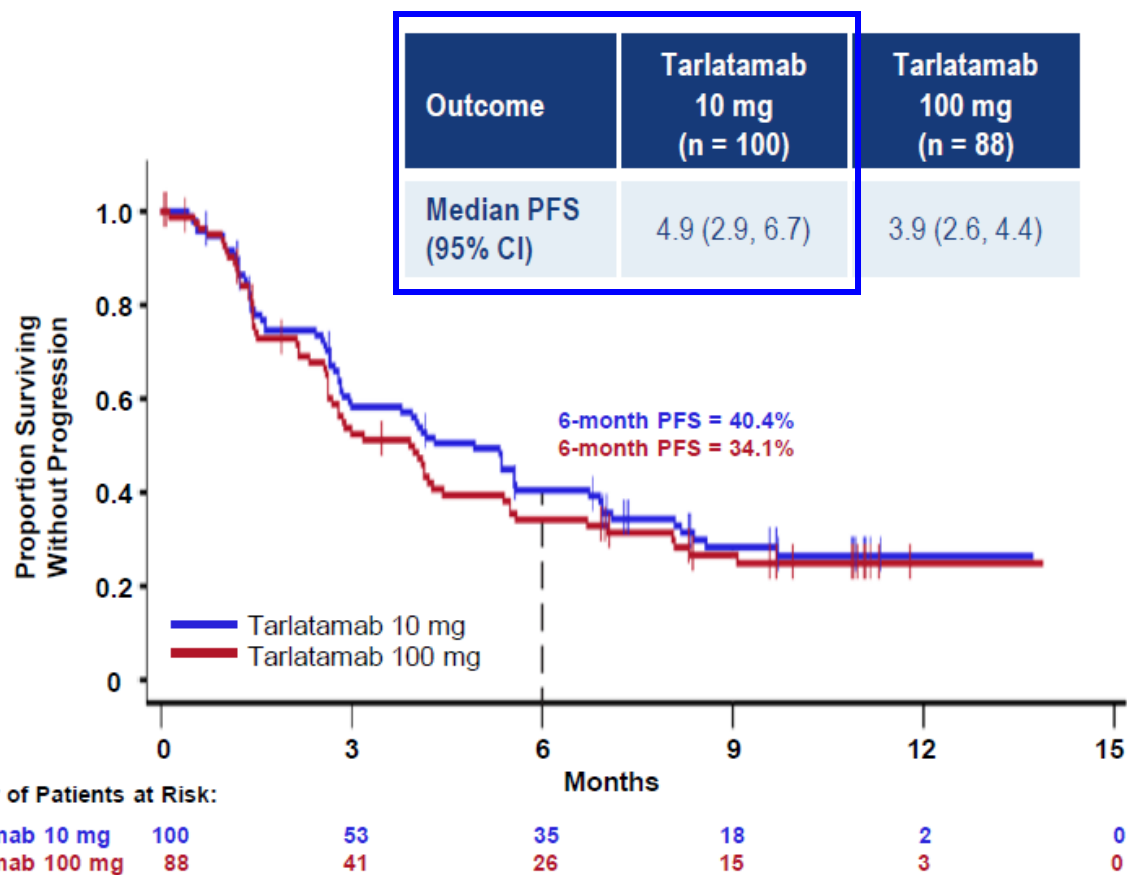 Outcome
Tarlatamab
10 mg
(n = 100)
Tarlatamab
100 mg
(n = 88)
Median PFS
(95% CI)
4.9 (2.9, 6.7)
3.9 (2.6, 4.4)
Proportion Surviving
Without Progression
1.0
0.8
0.6
0.4
0.2
0
6-month PFS = 40.4%
6-month PFS = 34.1%
Tarlatamab 10 mg
Tarlatamab 100 mg
0 3 6 9 12 15
Months
of Patients at Risk:
mab 10 mg 100 53 35 18 2 0
mab 100 mg 88 41 26 15 3 0